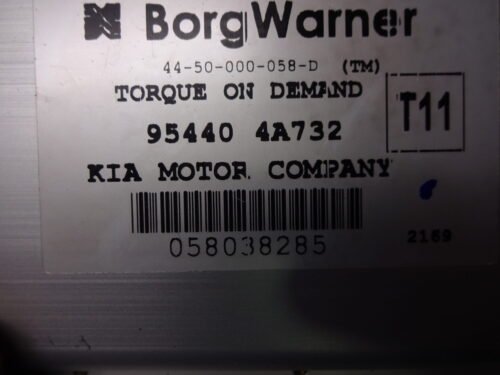 BorgWarner
44-50-000-058-D (TM)
TORQUE ON DEMAND
95440 4A732
T11
KIA MOTOR COMPANY
058038285
2169